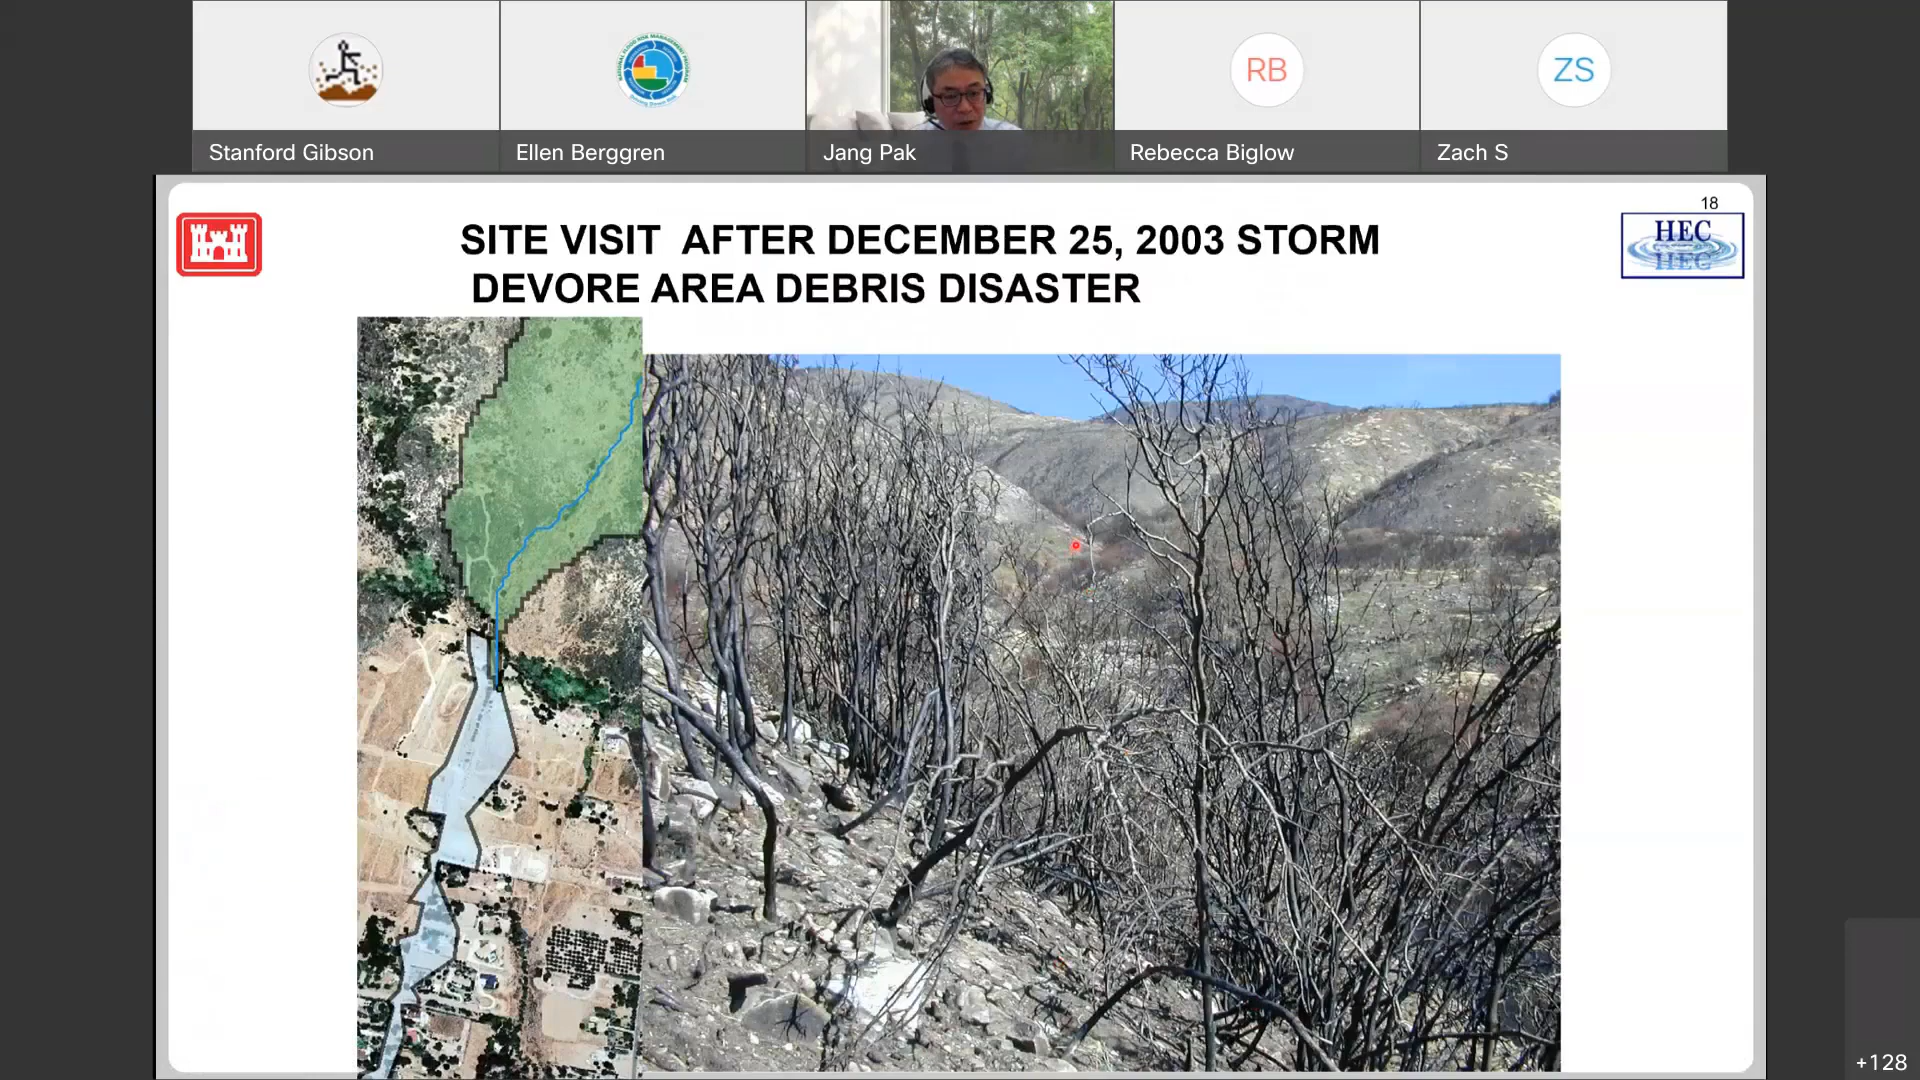 RB
ZS
Stanford Gibson
Ellen Berggren
Jang Pak
Rebecca Biglow
Zach S
18
SITE VISIT AFTER DECEMBER 25, 2003 STORM
DEVORE AREA DEBRIS DISASTER
HEC
HEC
+128